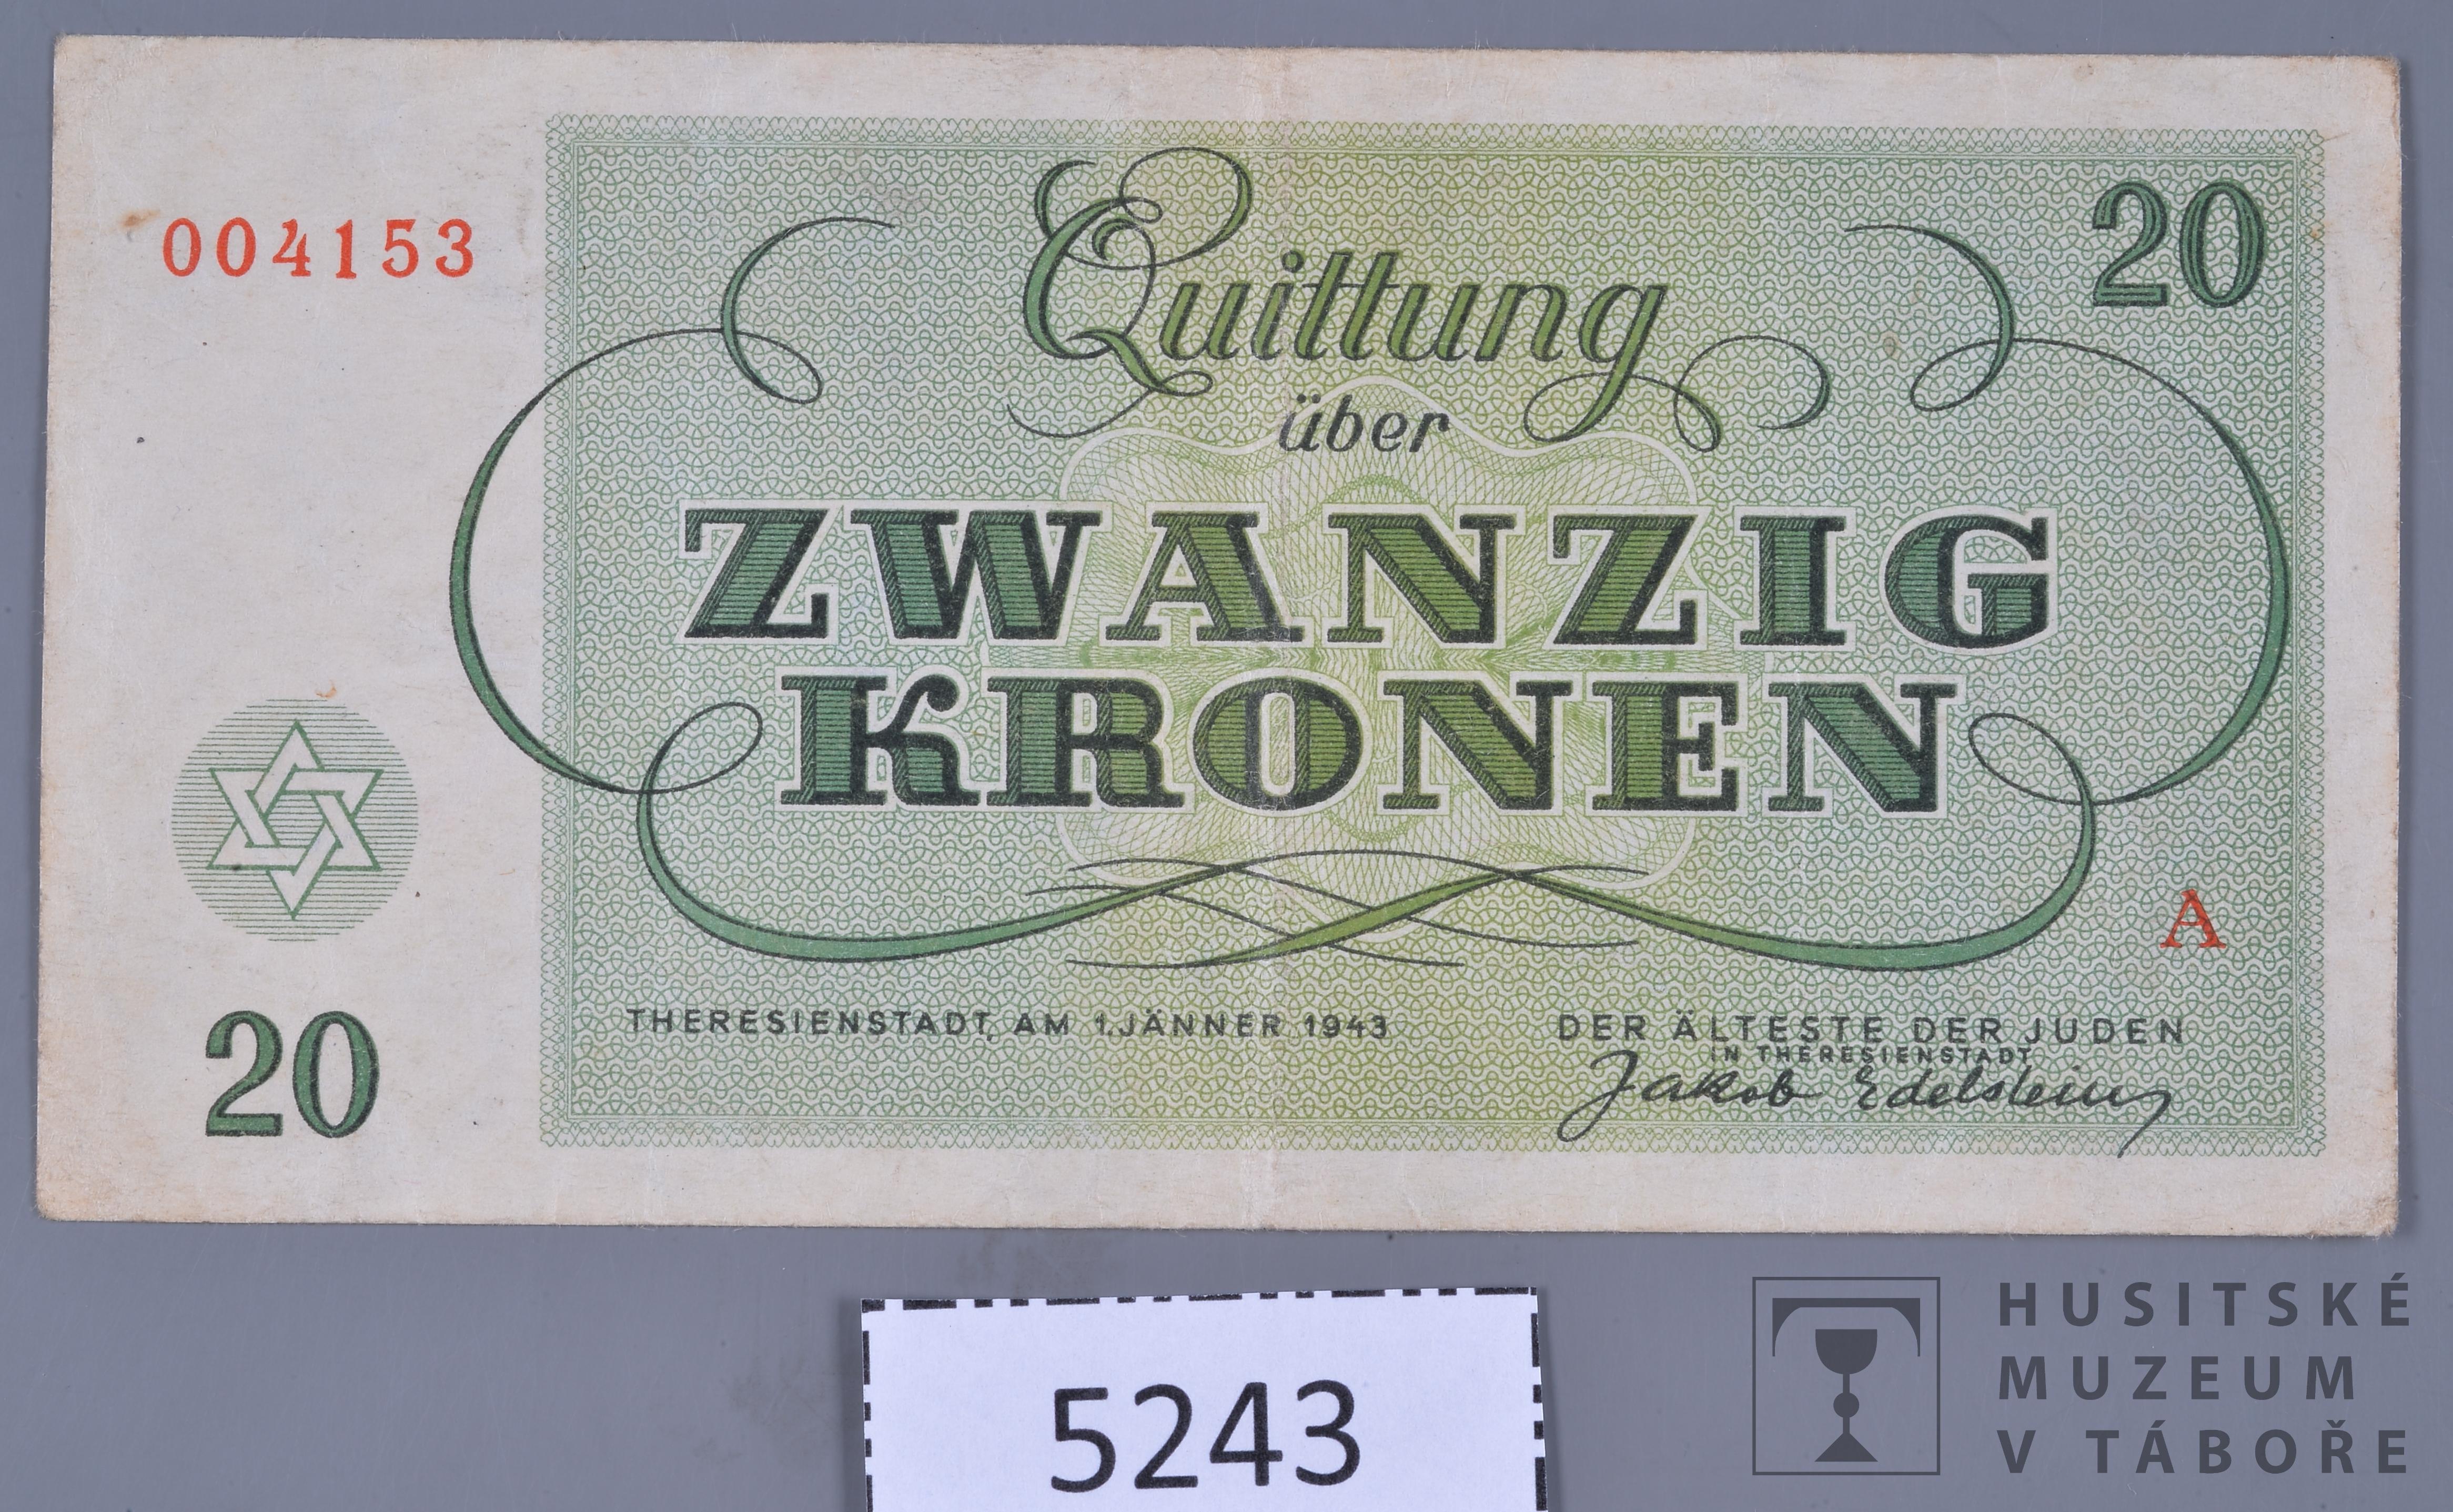 004153
20
Quittung
über
ZWANZIG
KRONEN
A
20
THERESIENSTADT, AM 1. JÄNNER 1943
DER ÄLTESTE DER JUDEN
IN THERESIENSTADT
Jakob Edelstein
5243
HUSITSKÉ
MUZEUM
V TÁBOŘE